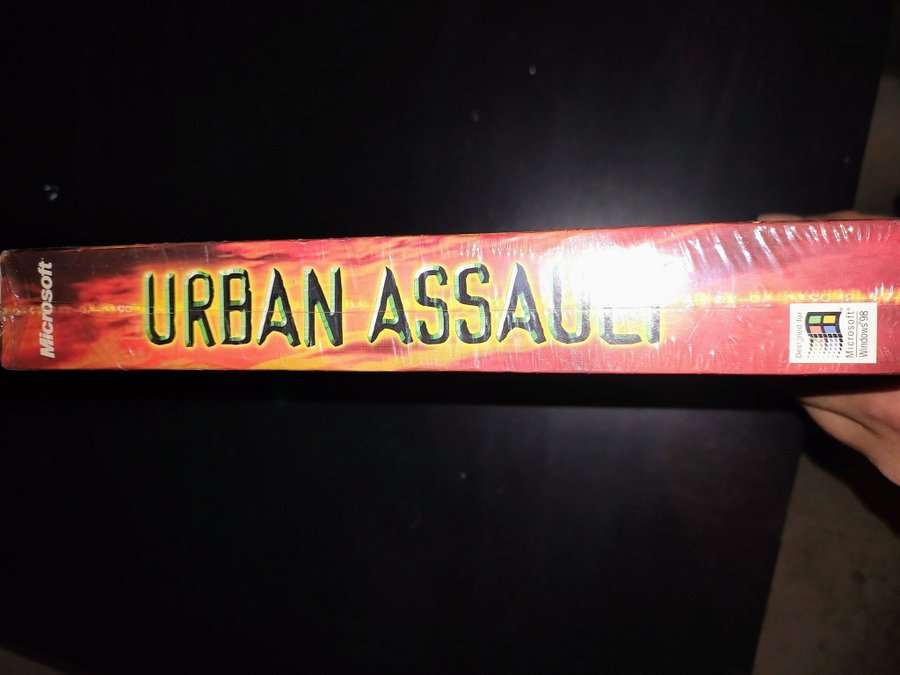 Microsoft
URBAN ASSAULT
Designed for
Microsoft®
Windows®98